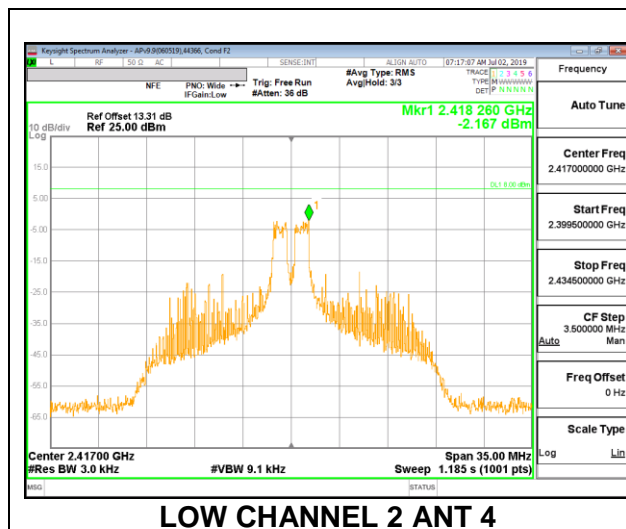 Keysight Spectrum Analyzer - APv9.9(060519),44366, Cond F2
L RF 50 Ω AC SENSE:INT ALIGN AUTO 07:17:07 AM Jul 02, 2019
NFE PNO: Wide Trig: Free Run #Avg Type: RMS TRACE 1 2 3 4 5 6
IFGain:Low #Atten: 36 dB Avg|Hold: 3/3 TYPE M WWWWW
DET P N N N N N
Ref Offset 13.31 dB Mkr1 2.418 260 GHz
10 dB/div Ref 25.00 dBm -2.167 dBm
Log
15.0
5.00
DL1 8.00 dBm
1
-5.00
-15.0
-25.0
-35.0
-45.0
-55.0
-65.0
Center 2.41700 GHz Span 35.00 MHz
#Res BW 3.0 kHz #VBW 9.1 kHz Sweep 1.185 s (1001 pts)
MSG STATUS
Frequency
Auto Tune
Center Freq
2.417000000 GHz
Start Freq
2.399500000 GHz
Stop Freq
2.434500000 GHz
CF Step
3.500000 MHz
Auto Man
Freq Offset
0 Hz
Scale Type
Log Lin
LOW CHANNEL 2 ANT 4